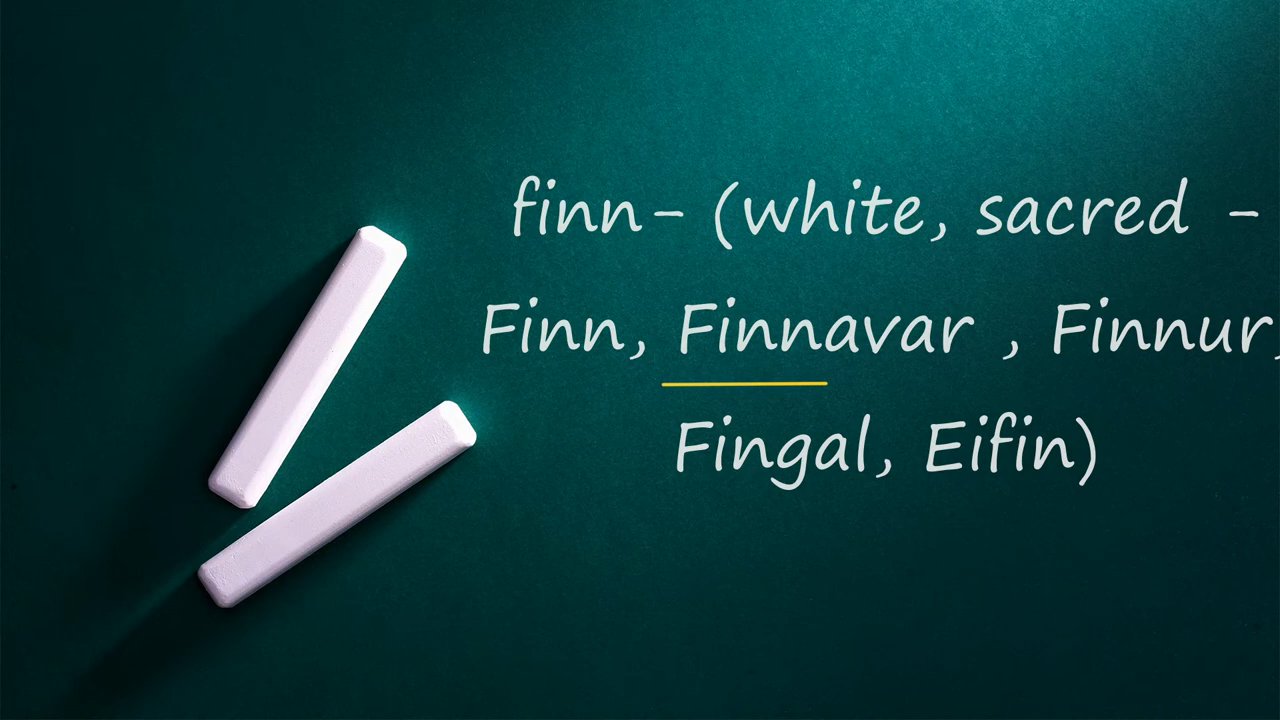 finn- (white, sacred -
Finn, Finnavar , Finnur,
Fingal, Eifin)